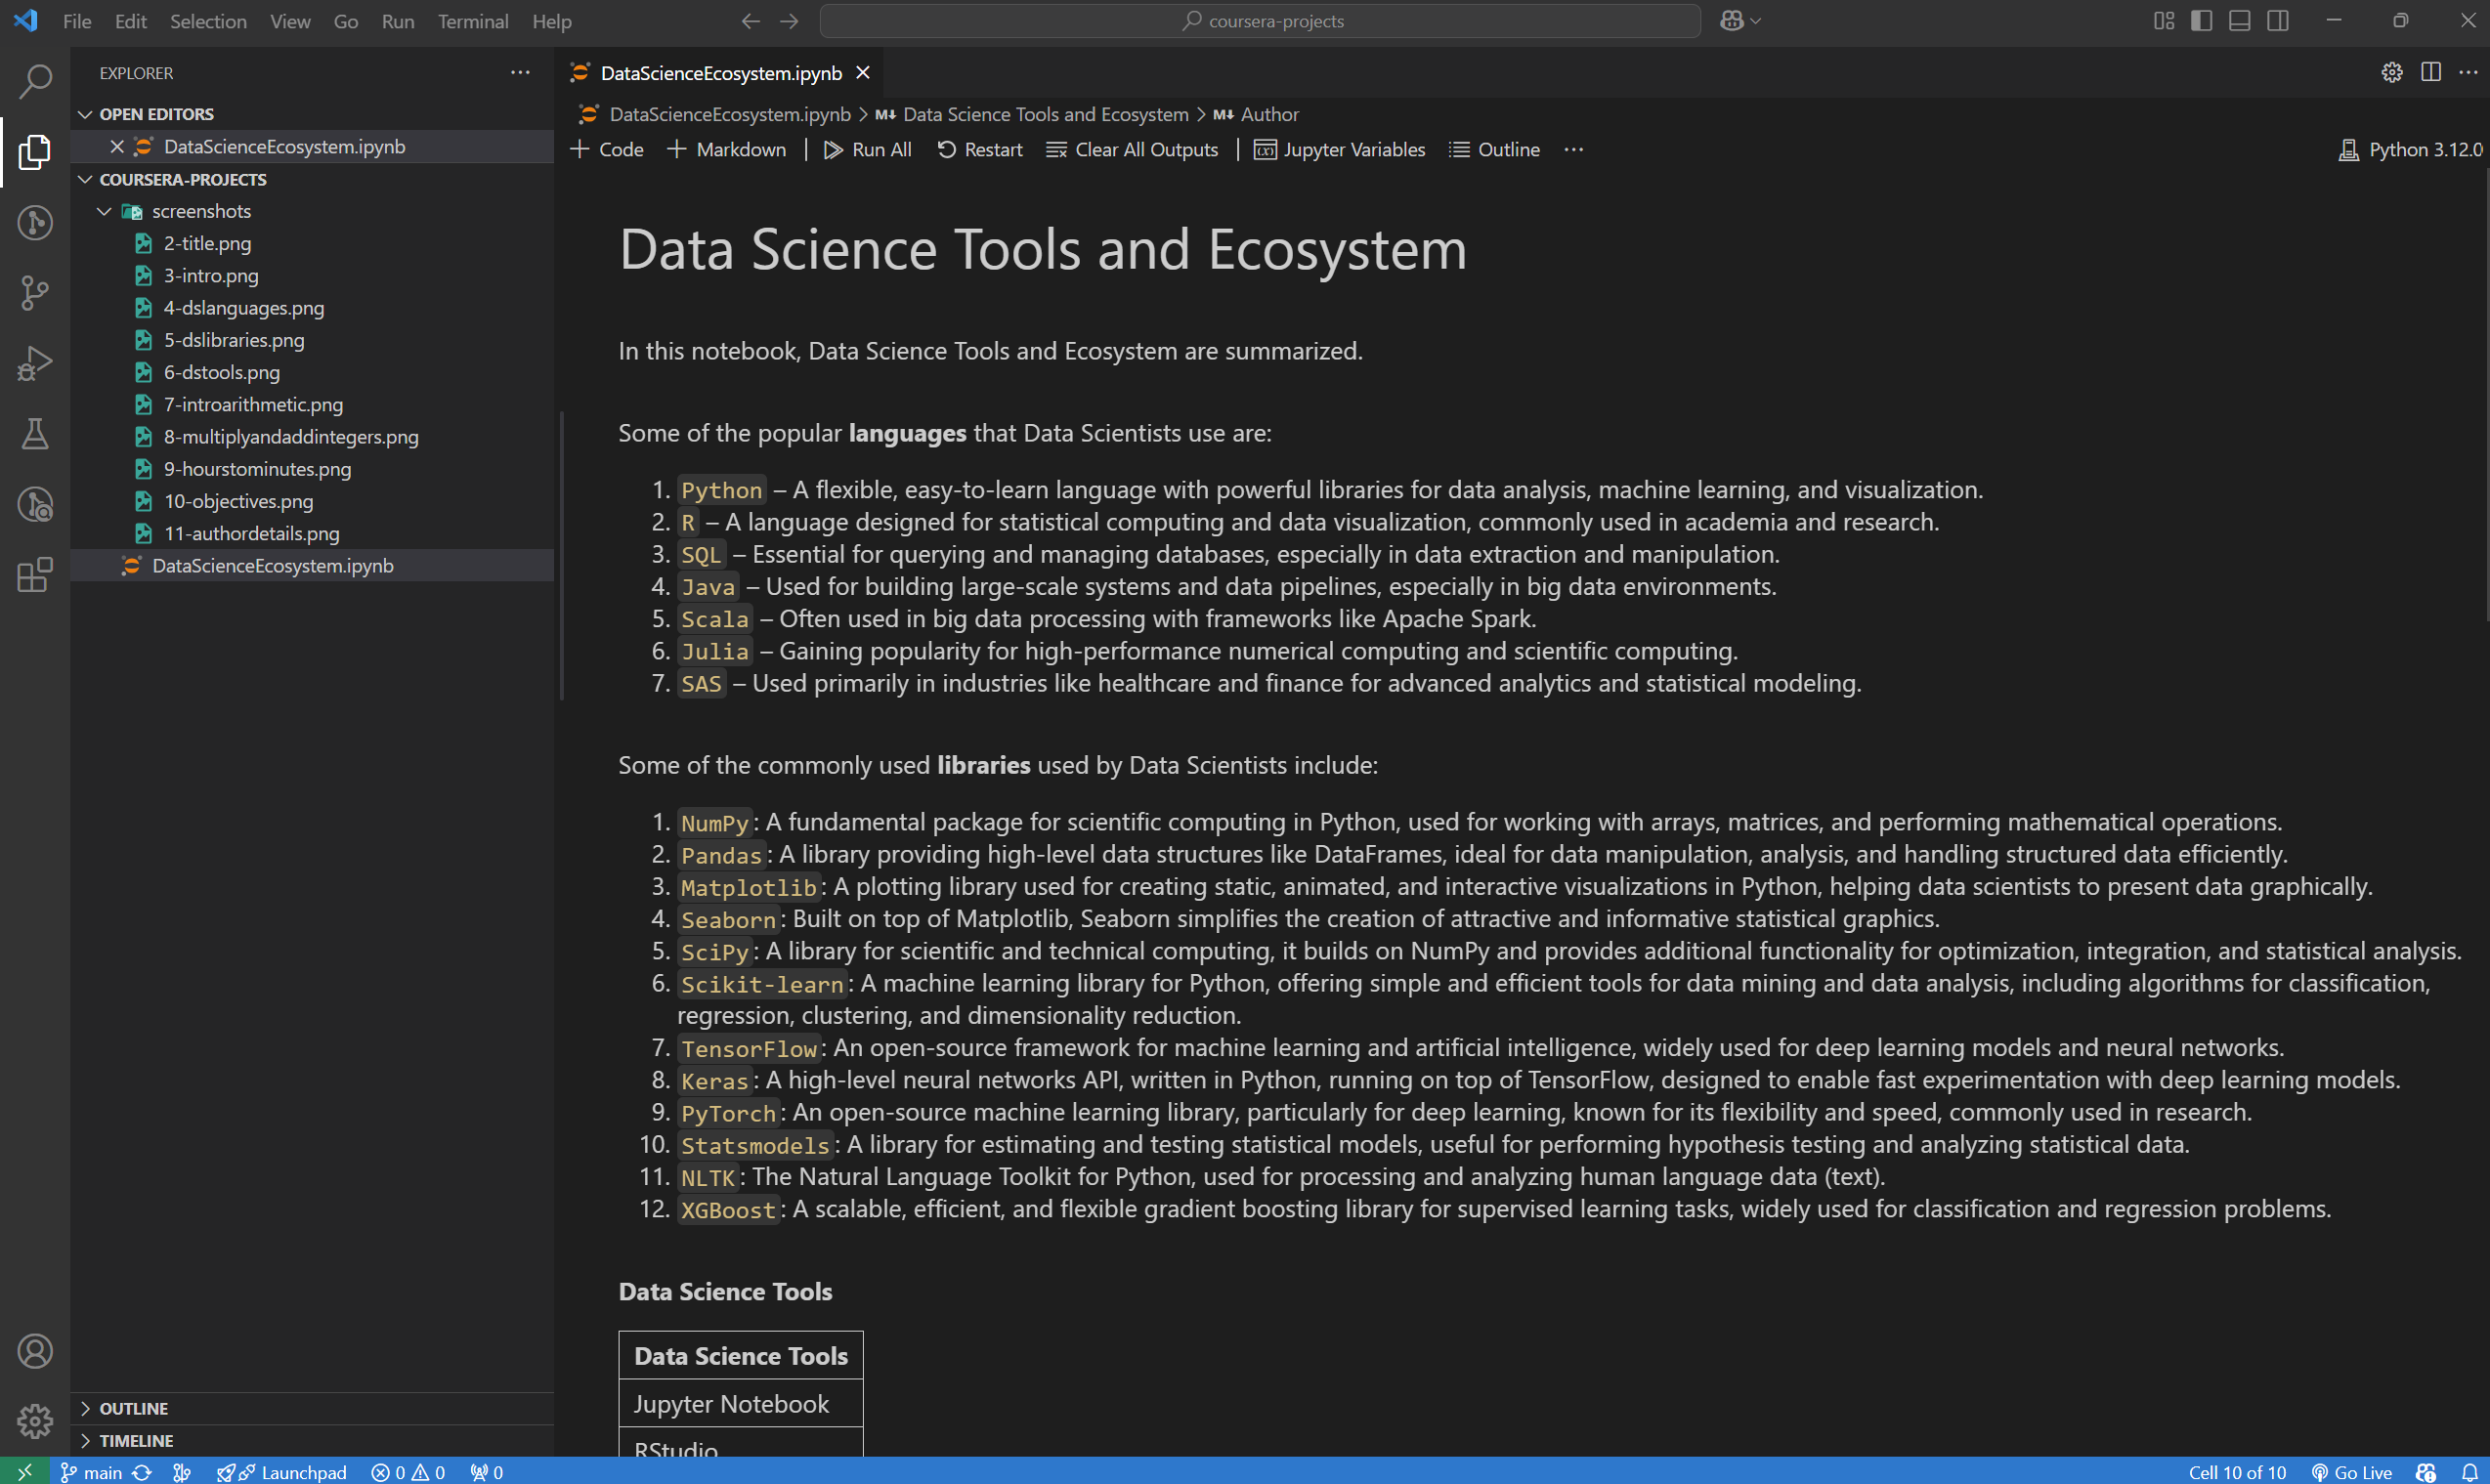 File Edit Selection View Go Run Terminal Help
coursera-projects
EXPLORER
OPEN EDITORS
DataScienceEcosystem.ipynb
COURSERA-PROJECTS
screenshots
2-title.png
3-intro.png
4-dslanguages.png
5-dslibraries.png
6-dstools.png
7-introarithmetic.png
8-multiplyandaddintegers.png
9-hourstominutes.png
10-objectives.png
11-authordetails.png
DataScienceEcosystem.ipynb
OUTLINE
TIMELINE
DataScienceEcosystem.ipynb
DataScienceEcosystem.ipynb > M↓ Data Science Tools and Ecosystem > M↓ Author
+ Code + Markdown | Run All Restart Clear All Outputs | Jupyter Variables Outline ...
Python 3.12.0
Data Science Tools and Ecosystem
In this notebook, Data Science Tools and Ecosystem are summarized.
Some of the popular languages that Data Scientists use are:
1. Python – A flexible, easy-to-learn language with powerful libraries for data analysis, machine learning, and visualization.
2. R – A language designed for statistical computing and data visualization, commonly used in academia and research.
3. SQL – Essential for querying and managing databases, especially in data extraction and manipulation.
4. Java – Used for building large-scale systems and data pipelines, especially in big data environments.
5. Scala – Often used in big data processing with frameworks like Apache Spark.
6. Julia – Gaining popularity for high-performance numerical computing and scientific computing.
7. SAS – Used primarily in industries like healthcare and finance for advanced analytics and statistical modeling.
Some of the commonly used libraries used by Data Scientists include:
1. NumPy: A fundamental package for scientific computing in Python, used for working with arrays, matrices, and performing mathematical operations.
2. Pandas: A library providing high-level data structures like DataFrames, ideal for data manipulation, analysis, and handling structured data efficiently.
3. Matplotlib: A plotting library used for creating static, animated, and interactive visualizations in Python, helping data scientists to present data graphically.
4. Seaborn: Built on top of Matplotlib, Seaborn simplifies the creation of attractive and informative statistical graphics.
5. SciPy: A library for scientific and technical computing, it builds on NumPy and provides additional functionality for optimization, integration, and statistical analysis.
6. Scikit-learn: A machine learning library for Python, offering simple and efficient tools for data mining and data analysis, including algorithms for classification,
regression, clustering, and dimensionality reduction.
7. TensorFlow: An open-source framework for machine learning and artificial intelligence, widely used for deep learning models and neural networks.
8. Keras: A high-level neural networks API, written in Python, running on top of TensorFlow, designed to enable fast experimentation with deep learning models.
9. PyTorch: An open-source machine learning library, particularly for deep learning, known for its flexibility and speed, commonly used in research.
10. Statsmodels: A library for estimating and testing statistical models, useful for performing hypothesis testing and analyzing statistical data.
11. NLTK: The Natural Language Toolkit for Python, used for processing and analyzing human language data (text).
12. XGBoost: A scalable, efficient, and flexible gradient boosting library for supervised learning tasks, widely used for classification and regression problems.
Data Science Tools
Data Science Tools
Jupyter Notebook
RStudio
main Launchpad 0 0 0
Cell 10 of 10 Go Live